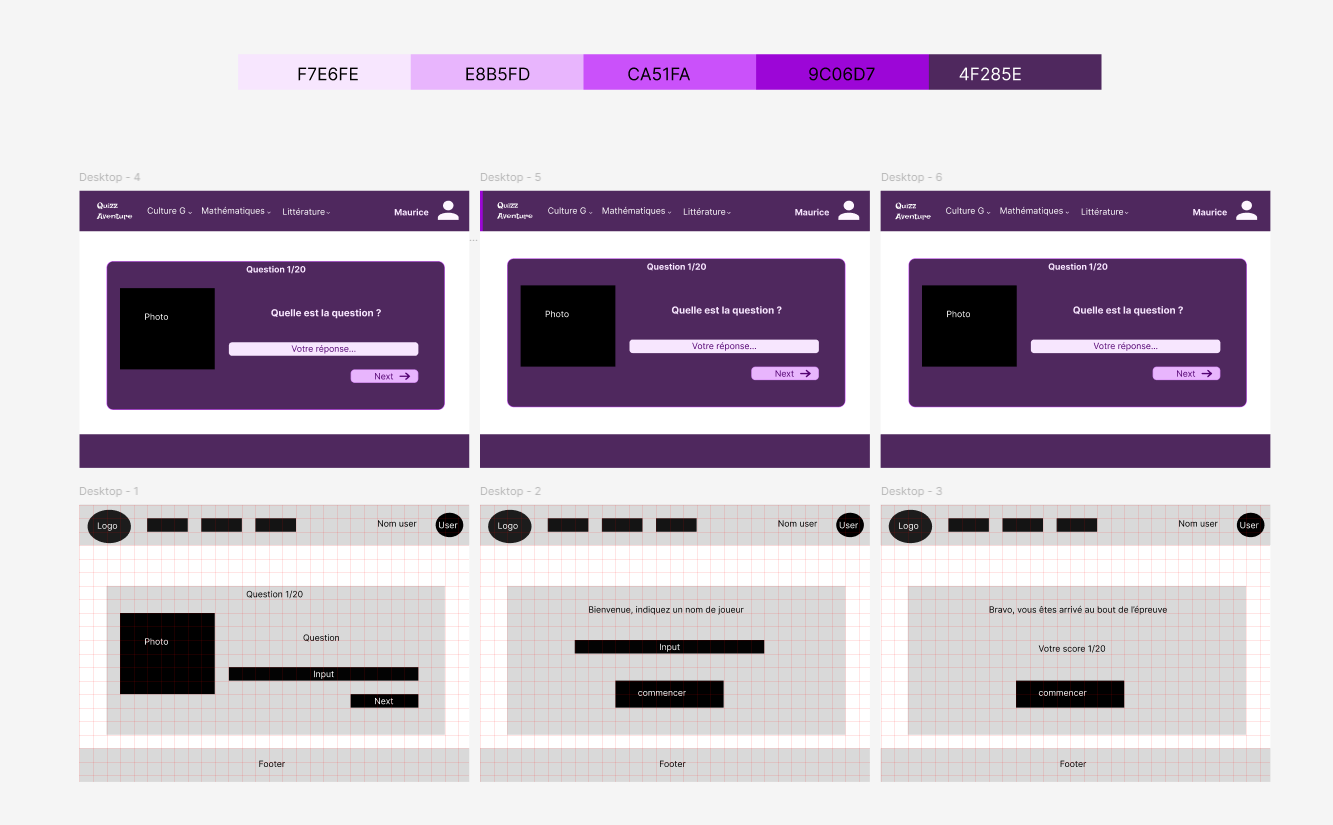 F7E6FE E8B5FD CA51FA 9C06D7 4F285E
Desktop - 4
Quizz
Aventure
Culture G Mathématiques Littérature
Maurice
Question 1/20
Photo
Quelle est la question ?
Votre réponse...
Next
Desktop - 5
Quizz
Aventure
Culture G Mathématiques Littérature
Maurice
Question 1/20
Photo
Quelle est la question ?
Votre réponse...
Next
Desktop - 6
Quizz
Aventure
Culture G Mathématiques Littérature
Maurice
Question 1/20
Photo
Quelle est la question ?
Votre réponse...
Next
Desktop - 1
Logo
Nom user
User
Question 1/20
Photo
Question
Input
Next
Footer
Desktop - 2
Logo
Nom user
User
Bienvenue, indiquez un nom de joueur
Input
commencer
Footer
Desktop - 3
Logo
Nom user
User
Bravo, vous êtes arrivé au bout de l'épreuve
Votre score 1/20
commencer
Footer